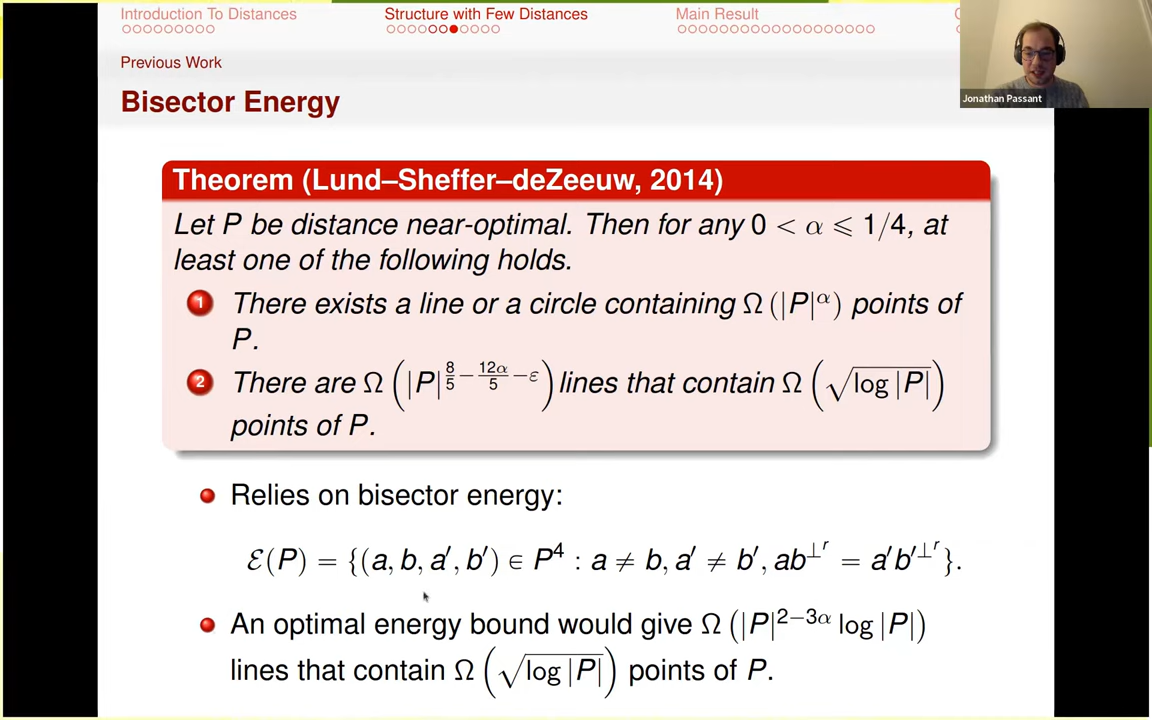 Introduction To Distances
Structure with Few Distances
Main Result
Previous Work
Bisector Energy
Jonathan Passant
Theorem (Lund–Sheffer–deZeeuw, 2014)
Let P be distance near-optimal. Then for any 0 < α ⩽ 1/4, at
least one of the following holds.
1 There exists a line or a circle containing Ω (|P|^α) points of
P.
2 There are Ω (|P|^{8/5 − 12α/5 − ε}) lines that contain Ω (√log |P|)
points of P.
Relies on bisector energy:
ℰ(P) = {(a, b, a′, b′) ∈ P⁴ : a ≠ b, a′ ≠ b′, ab^{⊥^r} = a′b′^{⊥^r}}.
An optimal energy bound would give Ω (|P|^{2−3α} log |P|)
lines that contain Ω (√log |P|) points of P.